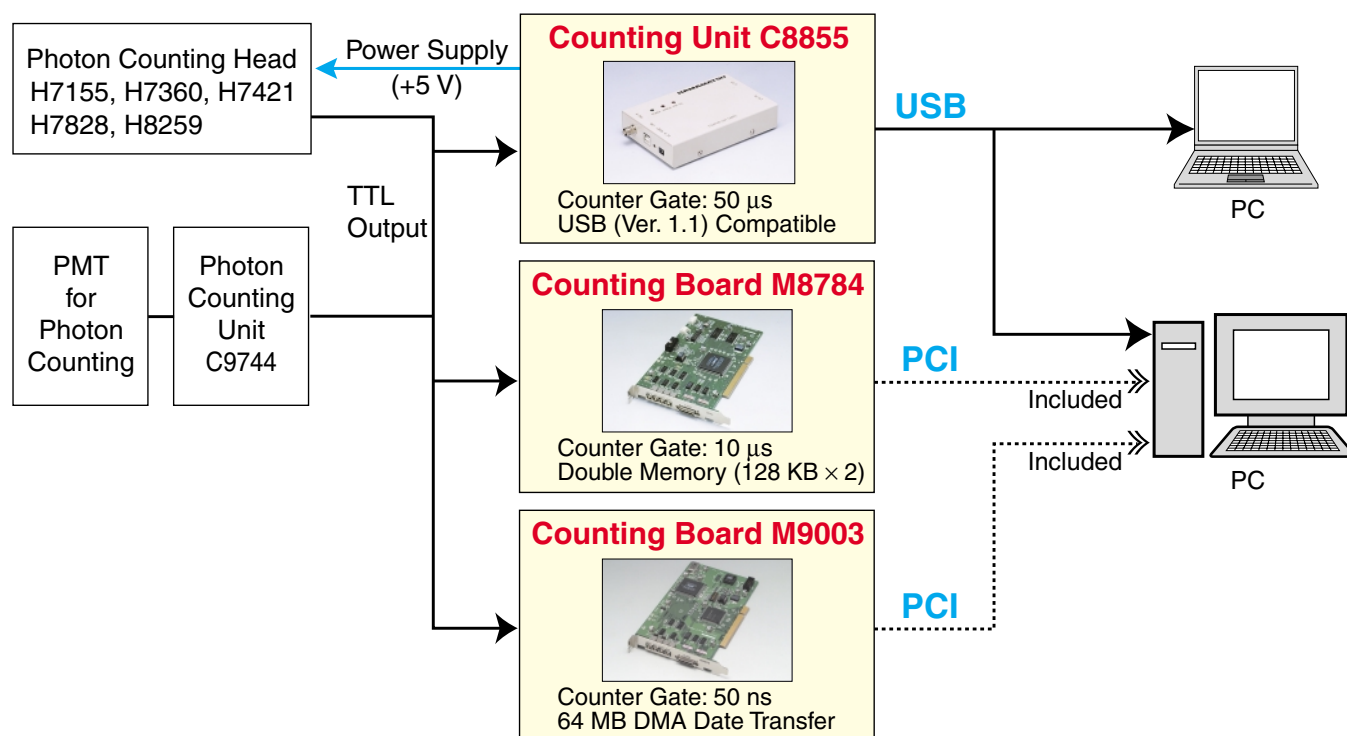 Photon Counting Head
H7155, H7360, H7421
H7828, H8259
Power Supply
(+5 V)
Counting Unit C8855
Counter Gate: 50 μs
USB (Ver. 1.1) Compatible
USB
PC
TTL
Output
PMT
for
Photon
Counting
Photon
Counting
Unit
C9744
Counting Board M8784
Counter Gate: 10 μs
Double Memory (128 KB × 2)
PCI
Included
Included
PC
Counting Board M9003
Counter Gate: 50 ns
64 MB DMA Date Transfer
PCI